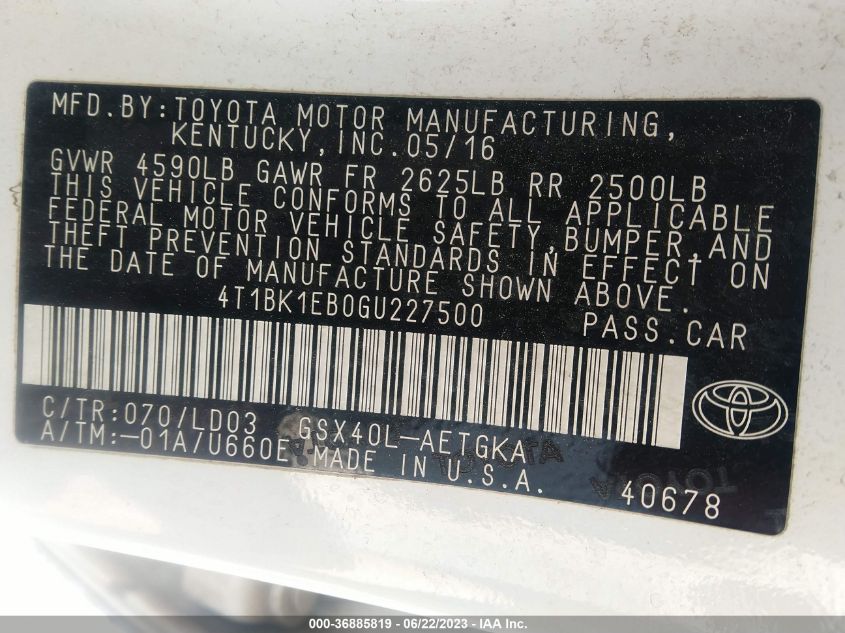 MFD.BY:TOYOTA MOTOR MANUFACTURING,
KENTUCKY,INC.05/16
GVWR 4590LB GAWR FR 2625LB RR 2500LB
THIS VEHICLE CONFORMS TO ALL APPLICABLE
FEDERAL MOTOR VEHICLE SAFETY,BUMPER,AND
THEFT PREVENTION STANDARDS IN EFFECT ON
THE DATE OF MANUFACTURE SHOWN ABOVE.
4T1BK1EB0GU227500 PASS.CAR
C/TR:070/LD03 GSX40L-AETGKA
A/TM:-01A/U660E MADE IN U.S.A.
TOYOTA
TOYOTA
40678
000-36885819 - 06/22/2023 - IAA Inc.